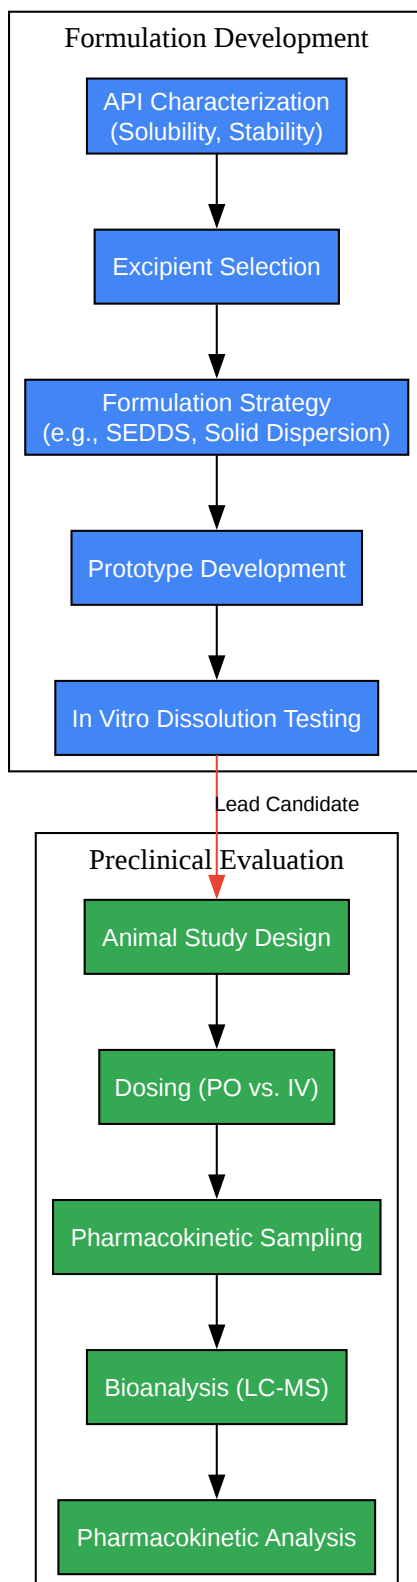 Formulation Development
API Characterization
(Solubility, Stability)
Excipient Selection
Formulation Strategy
(e.g., SEDDS, Solid Dispersion)
Prototype Development
In Vitro Dissolution Testing
Lead Candidate
Preclinical Evaluation
Animal Study Design
Dosing (PO vs. IV)
Pharmacokinetic Sampling
Bioanalysis (LC-MS)
Pharmacokinetic Analysis